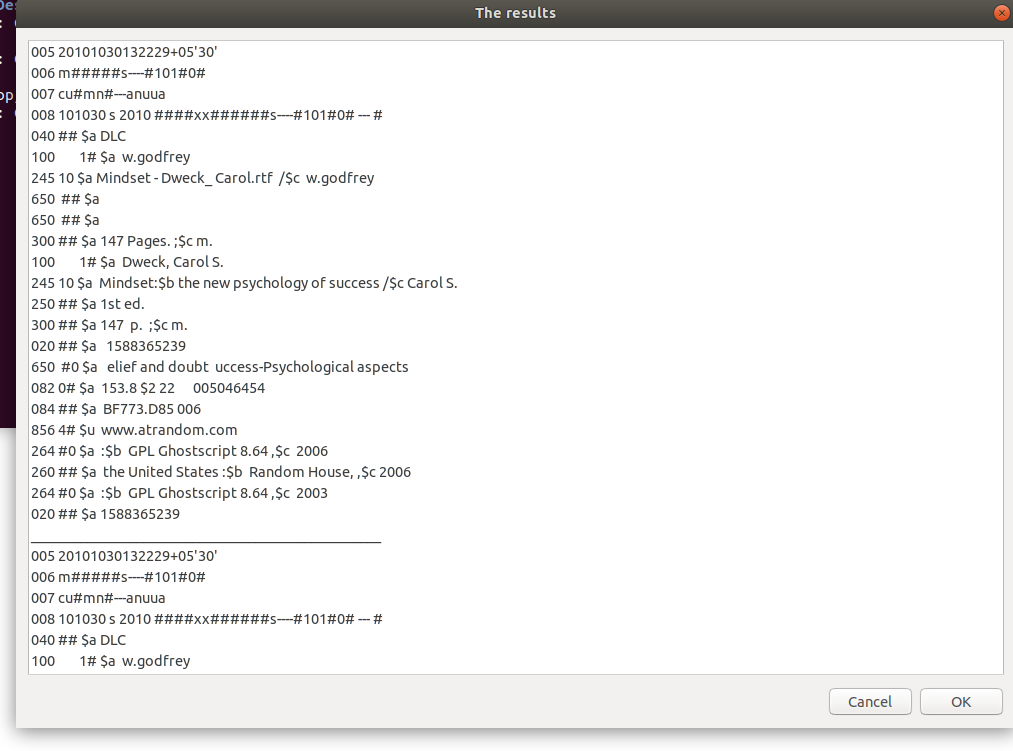 The results
005 20101030132229+05'30'
006 m#####s----#101#0#
007 cu#mn#---anuua
008 101030 s 2010 ####xx######s----#101#0# --- #
040 ## $a DLC
100 1# $a w.godfrey
245 10 $a Mindset - Dweck_ Carol.rtf /$c w.godfrey
650 ## $a
650 ## $a
300 ## $a 147 Pages. ;$c m.
100 1# $a Dweck, Carol S.
245 10 $a Mindset:$b the new psychology of success /$c Carol S.
250 ## $a 1st ed.
300 ## $a 147 p. ;$c m.
020 ## $a 1588365239
650 #0 $a elief and doubt uccess-Psychological aspects
082 0# $a 153.8 $2 22 005046454
084 ## $a BF773.D85 006
856 4# $u www.atrandom.com
264 #0 $a :$b GPL Ghostscript 8.64 ,$c 2006
260 ## $a the United States :$b Random House, ,$c 2006
264 #0 $a :$b GPL Ghostscript 8.64 ,$c 2003
020 ## $a 1588365239
__________________________________________________
005 20101030132229+05'30'
006 m#####s----#101#0#
007 cu#mn#---anuua
008 101030 s 2010 ####xx######s----#101#0# --- #
040 ## $a DLC
100 1# $a w.godfrey
Cancel OK